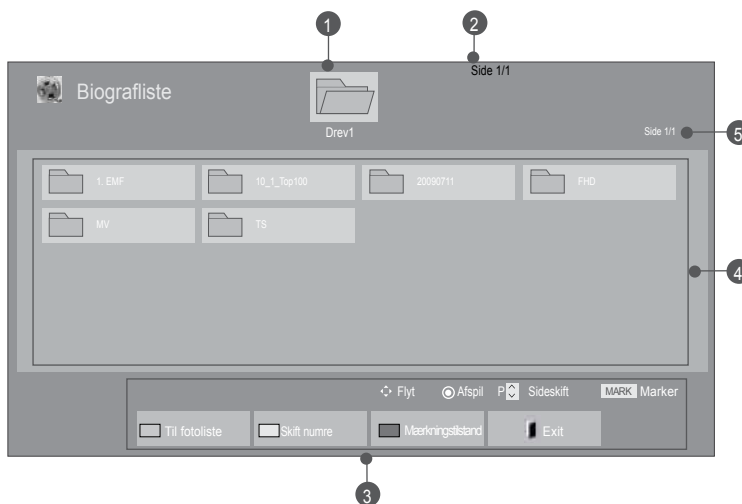 1
2
Side 1/1
Biografliste
Drev1
Side 1/1
5
1. EMF
10_1_Top100
20090711
FHD
MV
TS
4
Flyt
Afspil
P
Sideskift
MARK Marker
Til fotoliste
Skift numre
Mærkningstilstand
Exit
3